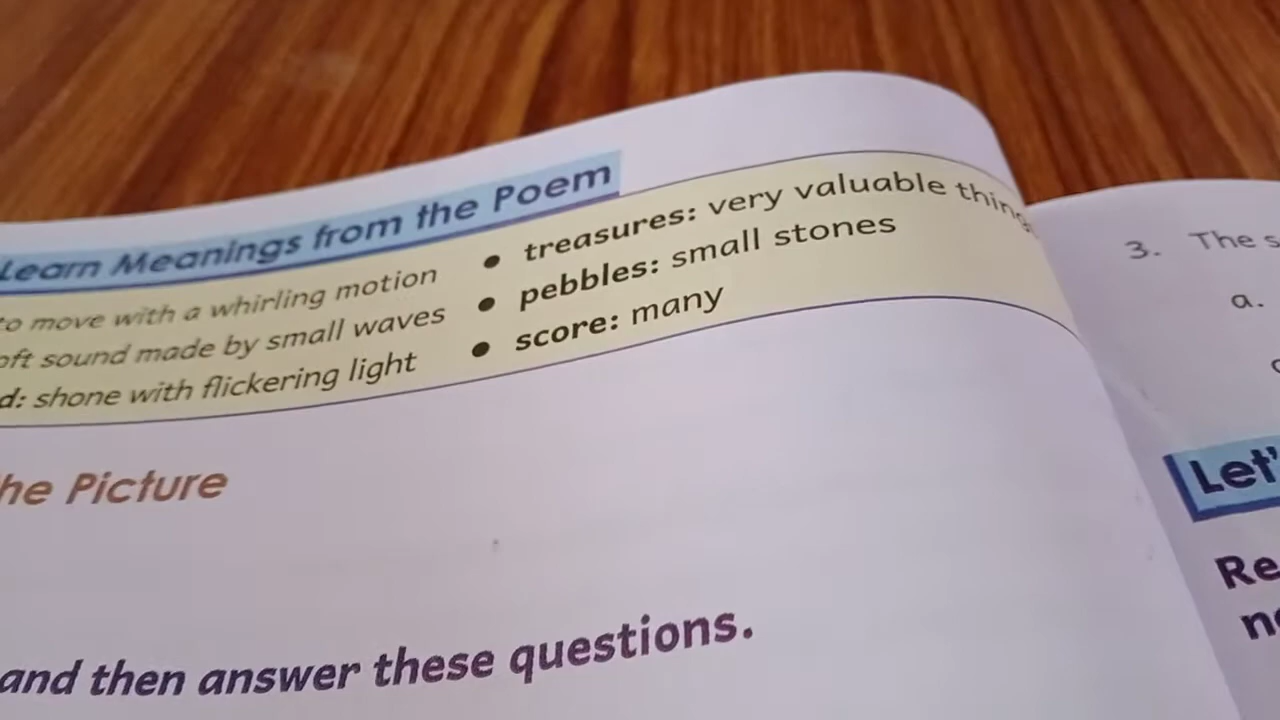 Learn Meanings from the Poem
to move with a whirling motion
oft sound made by small waves
d: shone with flickering light
• treasures: very valuable things
• pebbles: small stones
• score: many
he Picture
and then answer these questions.
3. The s
a.
Let'
Re